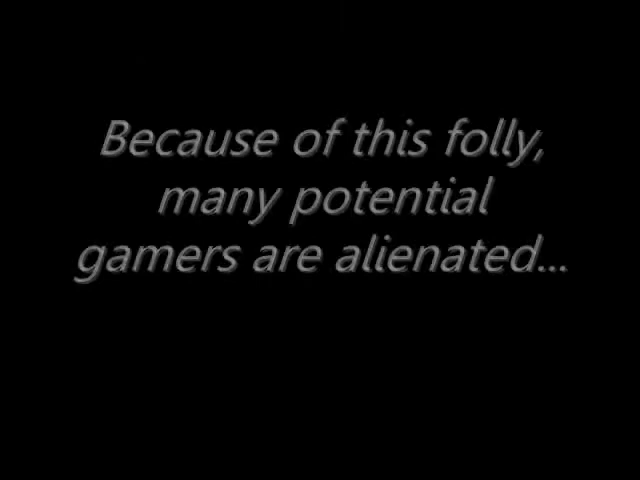 Because of this folly,
many potential
gamers are alienated...